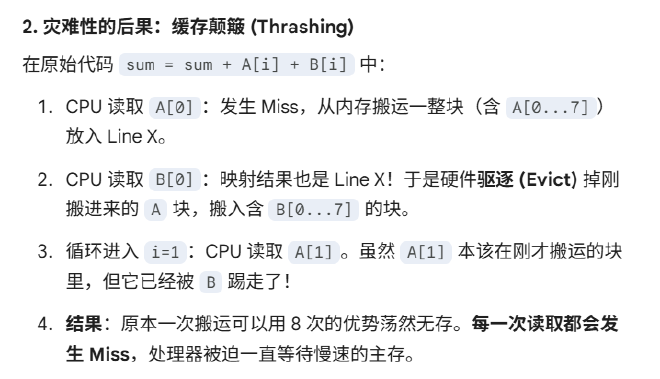 2. 灾难性的后果：缓存颠簸 (Thrashing)
在原始代码 sum = sum + A[i] + B[i] 中：
1. CPU 读取 A[0]：发生 Miss，从内存搬运一整块（含 A[0...7]）
放入 Line X。
2. CPU 读取 B[0]：映射结果也是 Line X！于是硬件驱逐 (Evict) 掉刚
搬进来的 A 块，搬入含 B[0...7] 的块。
3. 循环进入 i=1：CPU 读取 A[1]。虽然 A[1] 本该在刚才搬运的块
里，但它已经被 B 踢走了！
4. 结果：原本一次搬运可以用 8 次的优势荡然无存。每一次读取都会发
生 Miss，处理器被迫一直等待慢速的主存。